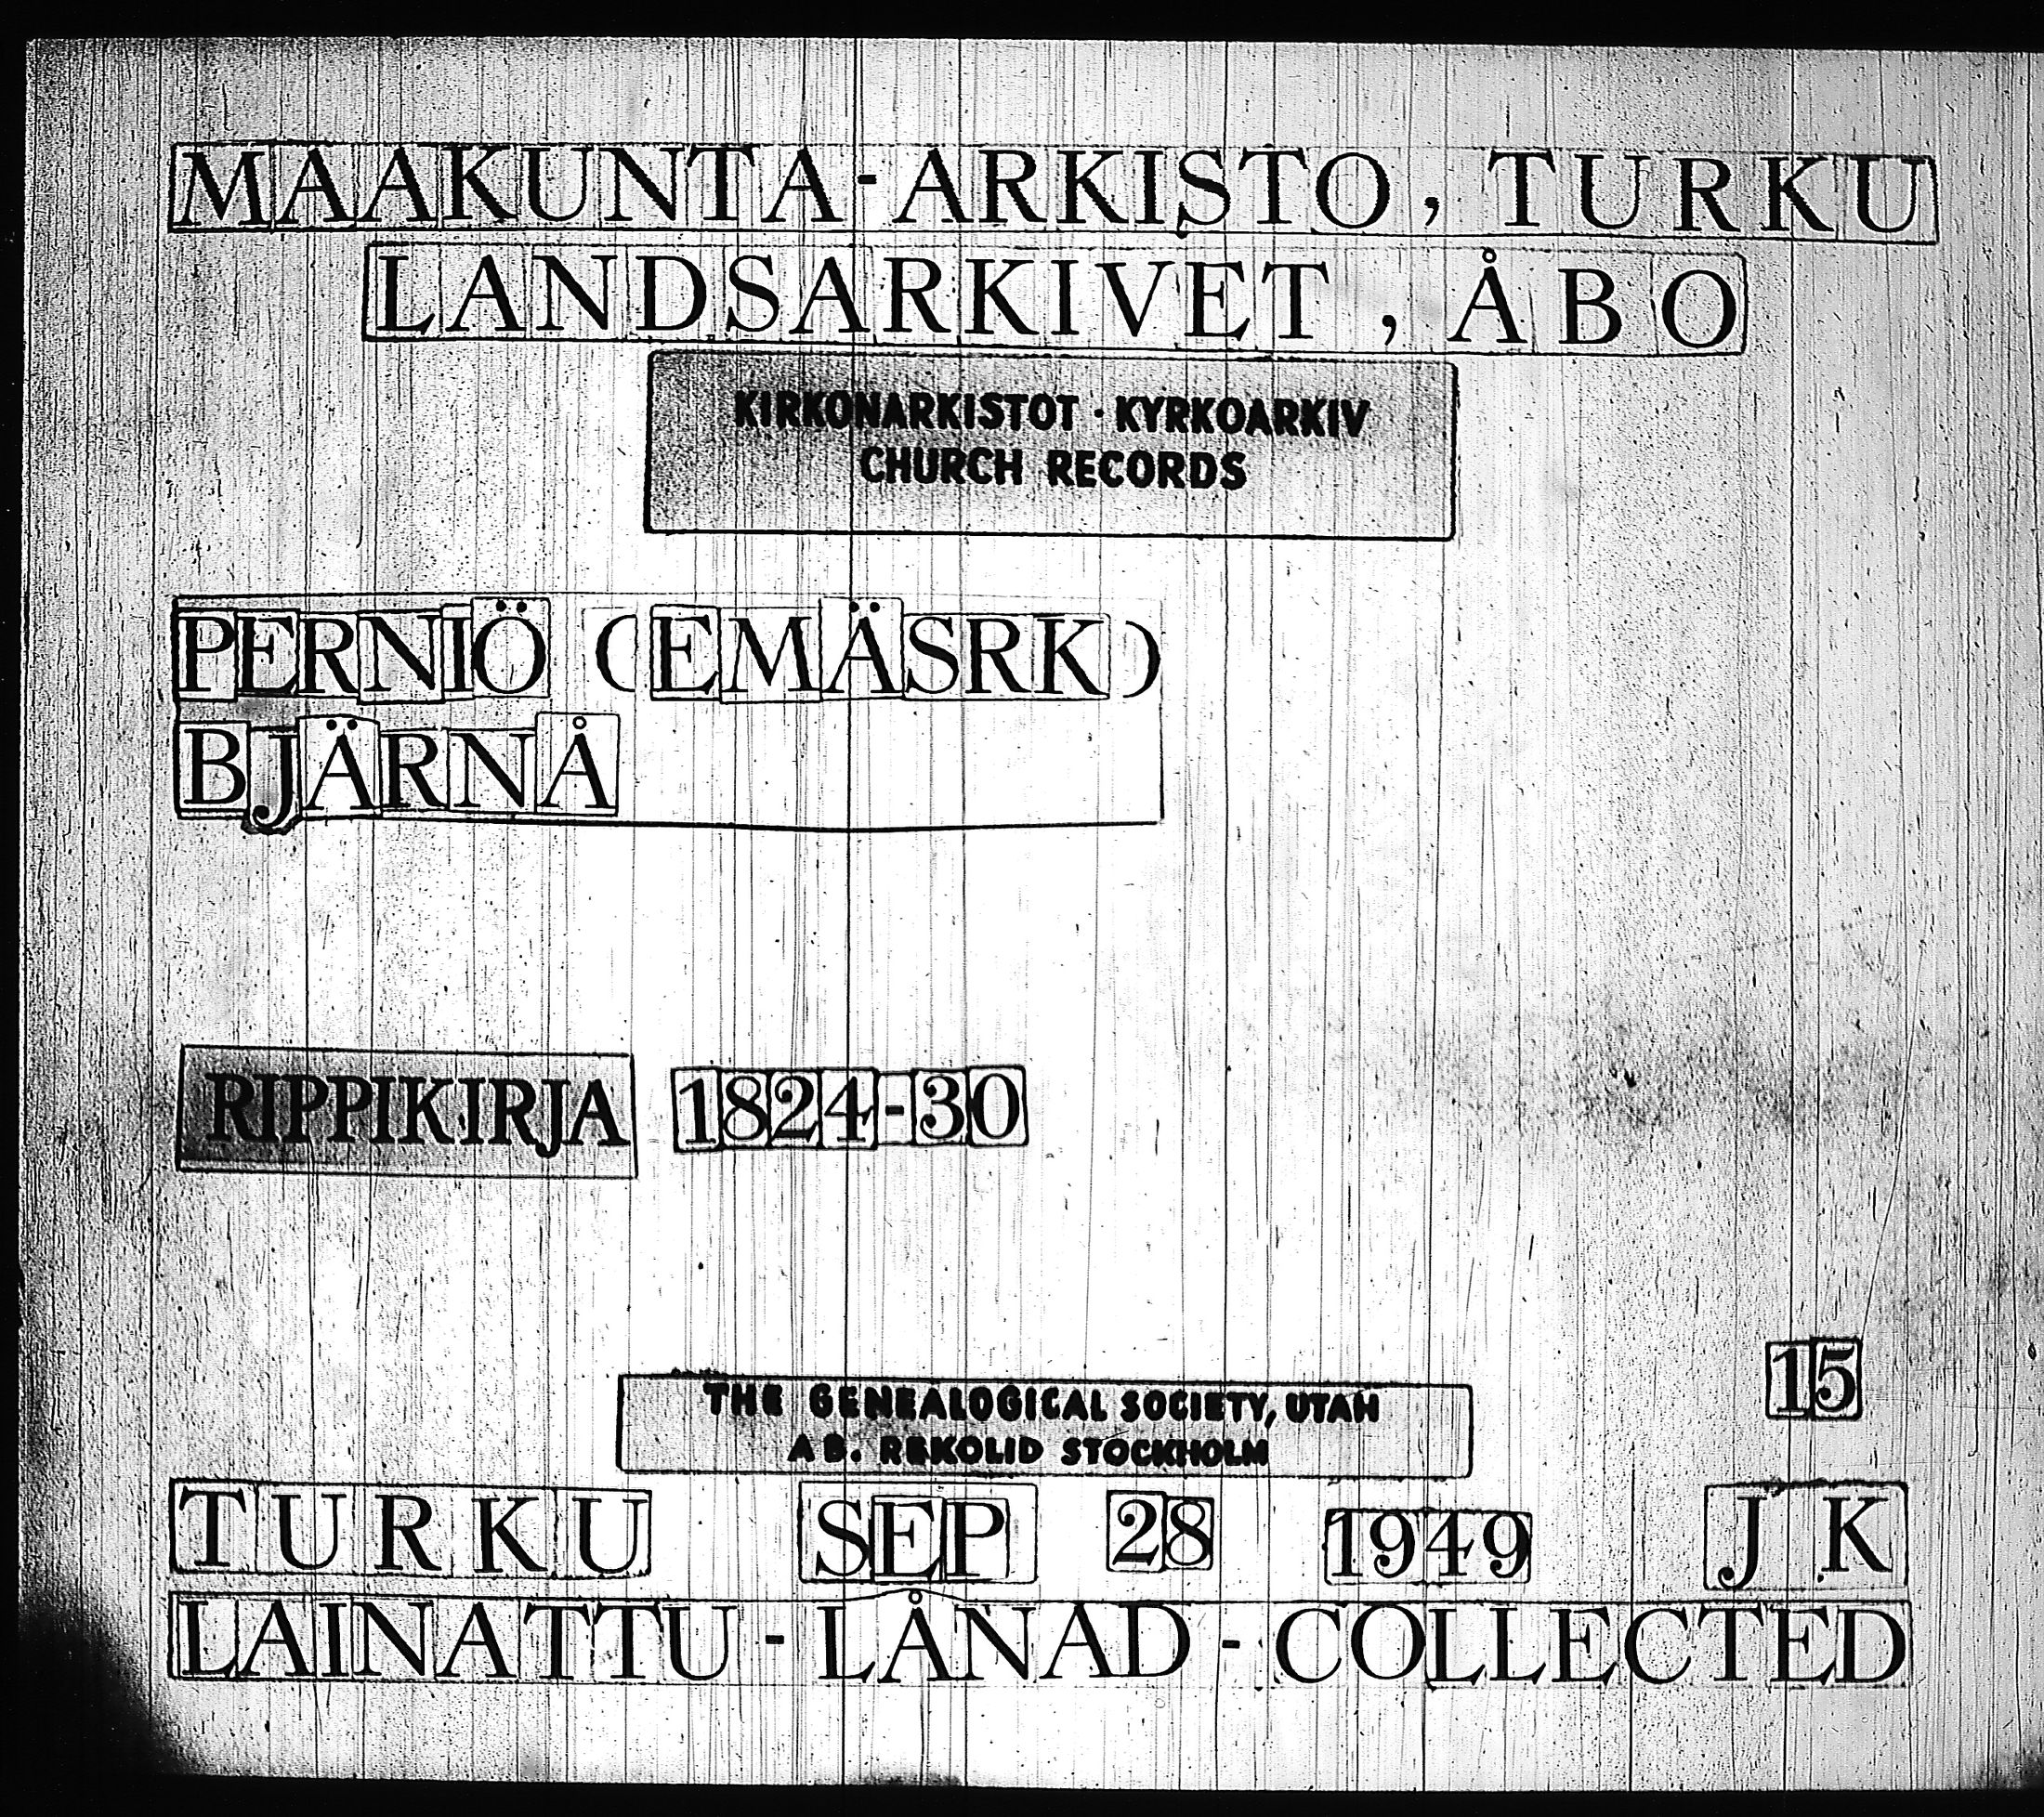 MAAKUNTA-ARKISTO, TURKU
LANDSARKIVET, ÅBO
KIRKONARKISTOT · KYRKOARKIV
CHURCH RECORDS
PERNIÖ (EMÄSRK)
BJÄRNÅ
RIPPIKIRJA 1824-30
15
THE GENEALOGICAL SOCIETY, UTAH
AB. REKOLID STOCKHOLM
TURKU SEP 28 1949 JK
LAINATTU - LÅNAD - COLLECTED